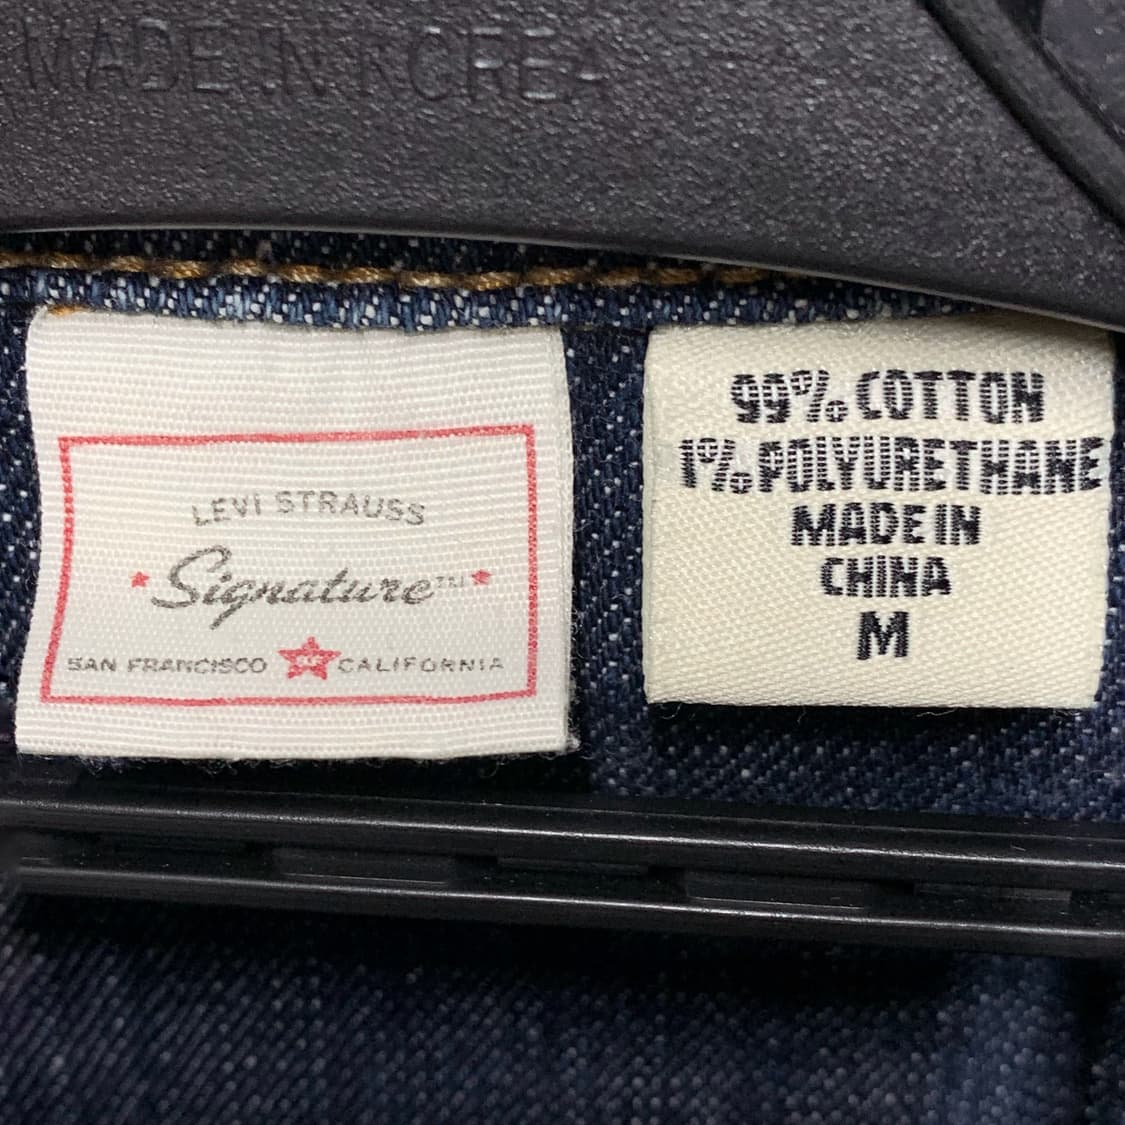 MADE IN KOREA
LEVI STRAUSS
Signature™
SAN FRANCISCO CALIFORNIA
99% COTTON
1% POLYURETHANE
MADE IN
CHINA
M